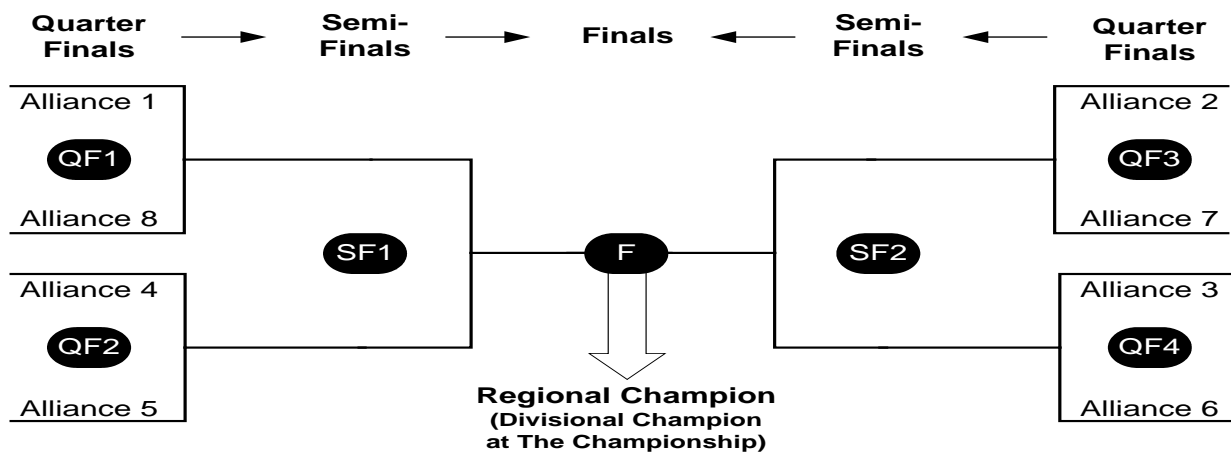 Quarter
Finals
Semi-
Finals
Finals
Semi-
Finals
Quarter
Finals
Alliance 1
QF1
Alliance 8
Alliance 4
QF2
Alliance 5
SF1
F
SF2
Alliance 2
QF3
Alliance 7
Alliance 3
QF4
Alliance 6
Regional Champion
(Divisional Champion
at The Championship)